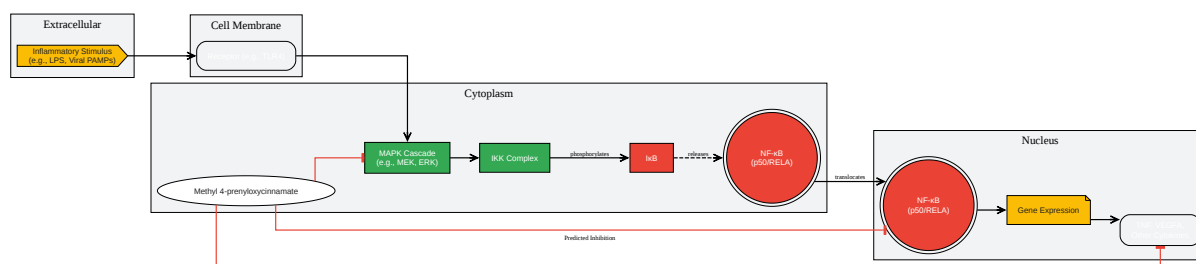 Extracellular
Inflammatory Stimulus
(e.g., LPS, Viral PAMPs)
Cell Membrane
Cytoplasm
MAPK Cascade
(e.g., MEK, ERK)
IKK Complex
phosphorylates
IκB
releases
NF-κB
(p50/RELA)
Methyl 4-prenyloxycinnamate
translocates
Predicted Inhibition
Nucleus
NF-κB
(p50/RELA)
Gene Expression